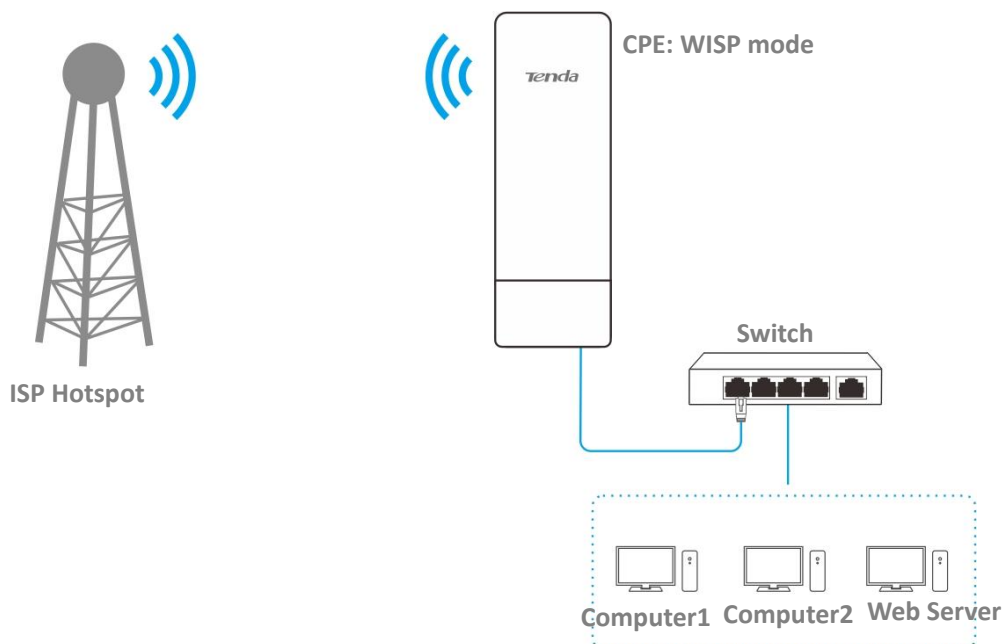 CPE: WISP mode
Tenda
Switch
ISP Hotspot
Computer1 Computer2 Web Server